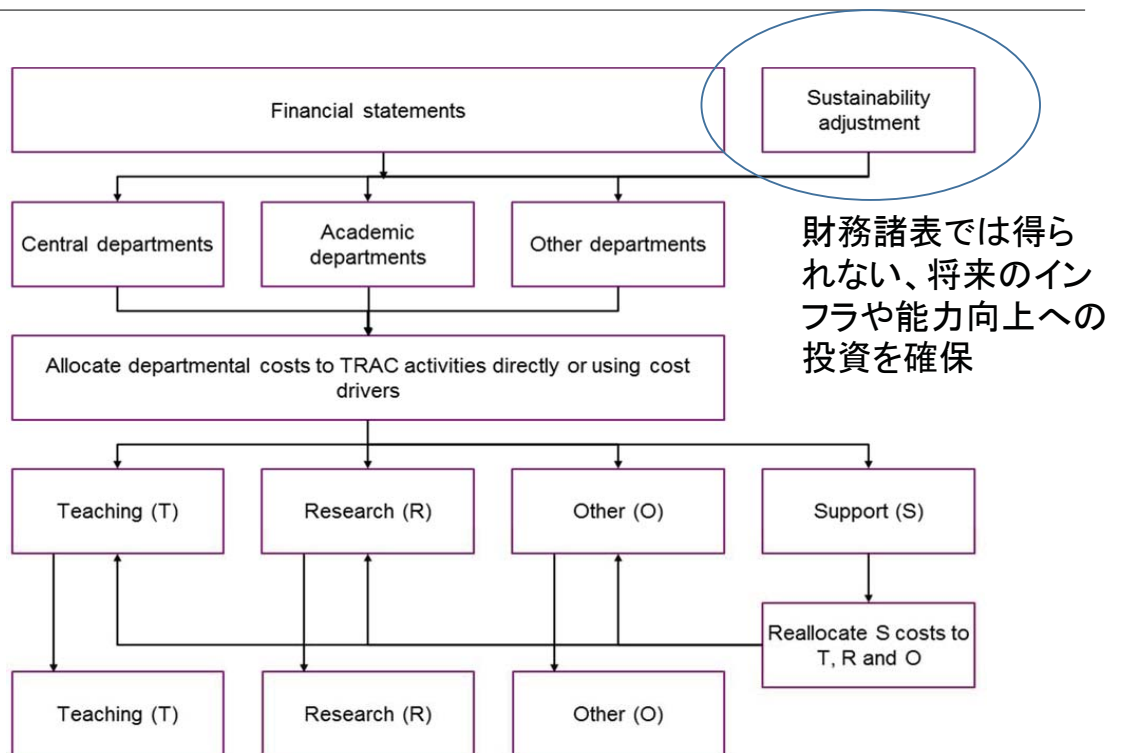 Financial statements
Sustainability
adjustment
Central departments
Academic
departments
Other departments
財務諸表では得ら
れない、将来のイン
フラや能力向上への
投資を確保
Allocate departmental costs to TRAC activities directly or using cost
drivers
Teaching (T)
Research (R)
Other (O)
Support (S)
Reallocate S costs to
T, R and O
Teaching (T)
Research (R)
Other (O)